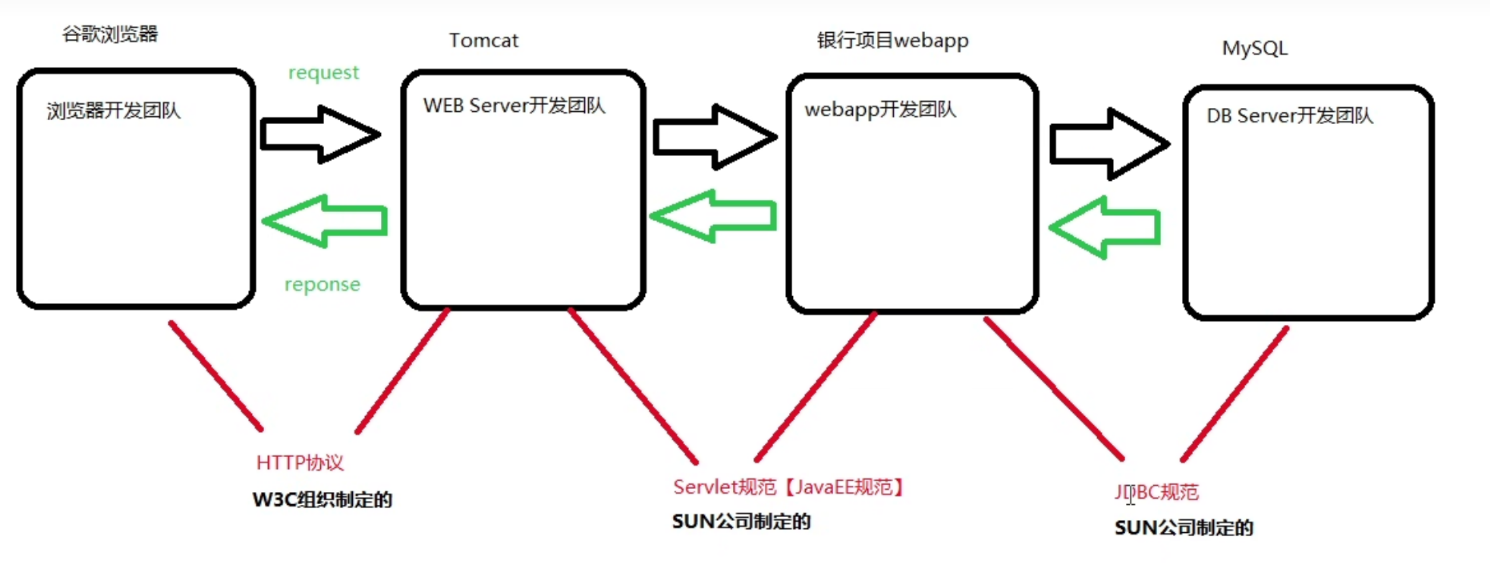 谷歌浏览器
Tomcat
银行项目webapp
MySQL
request
浏览器开发团队
WEB Server开发团队
webapp开发团队
DB Server开发团队
reponse
HTTP协议
W3C组织制定的
Servlet规范【JavaEE规范】
SUN公司制定的
JDBC规范
SUN公司制定的